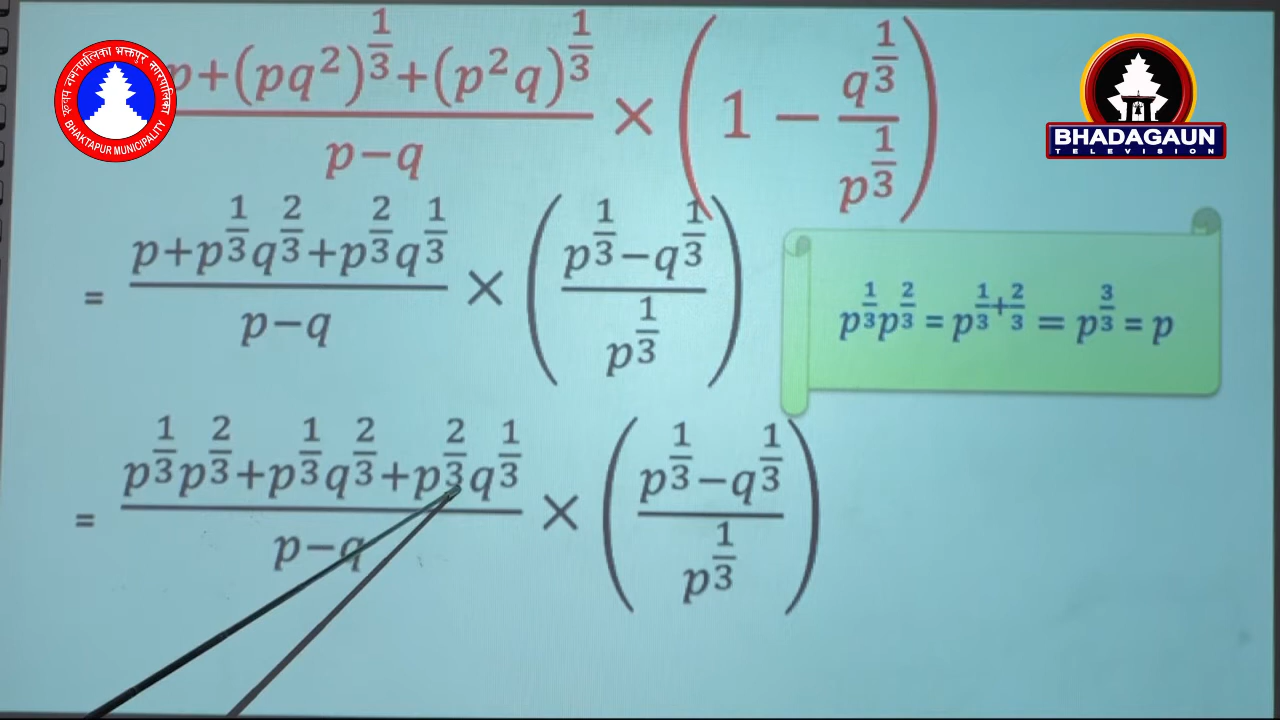 p+(pq²)^(1/3)+(p²q)^(1/3) / p−q × (1 − q^(1/3) / p^(1/3))
= p+p^(1/3)q^(2/3)+p^(2/3)q^(1/3) / p−q × (p^(1/3)−q^(1/3) / p^(1/3))
p^(1/3)p^(2/3) = p^(1/3+2/3) = p^(3/3) = p
= p^(1/3)p^(2/3)+p^(1/3)q^(2/3)+p^(2/3)q^(1/3) / p−q × (p^(1/3)−q^(1/3) / p^(1/3))
BHAKTAPUR MUNICIPALITY
BHADAGAUN
TELEVISION